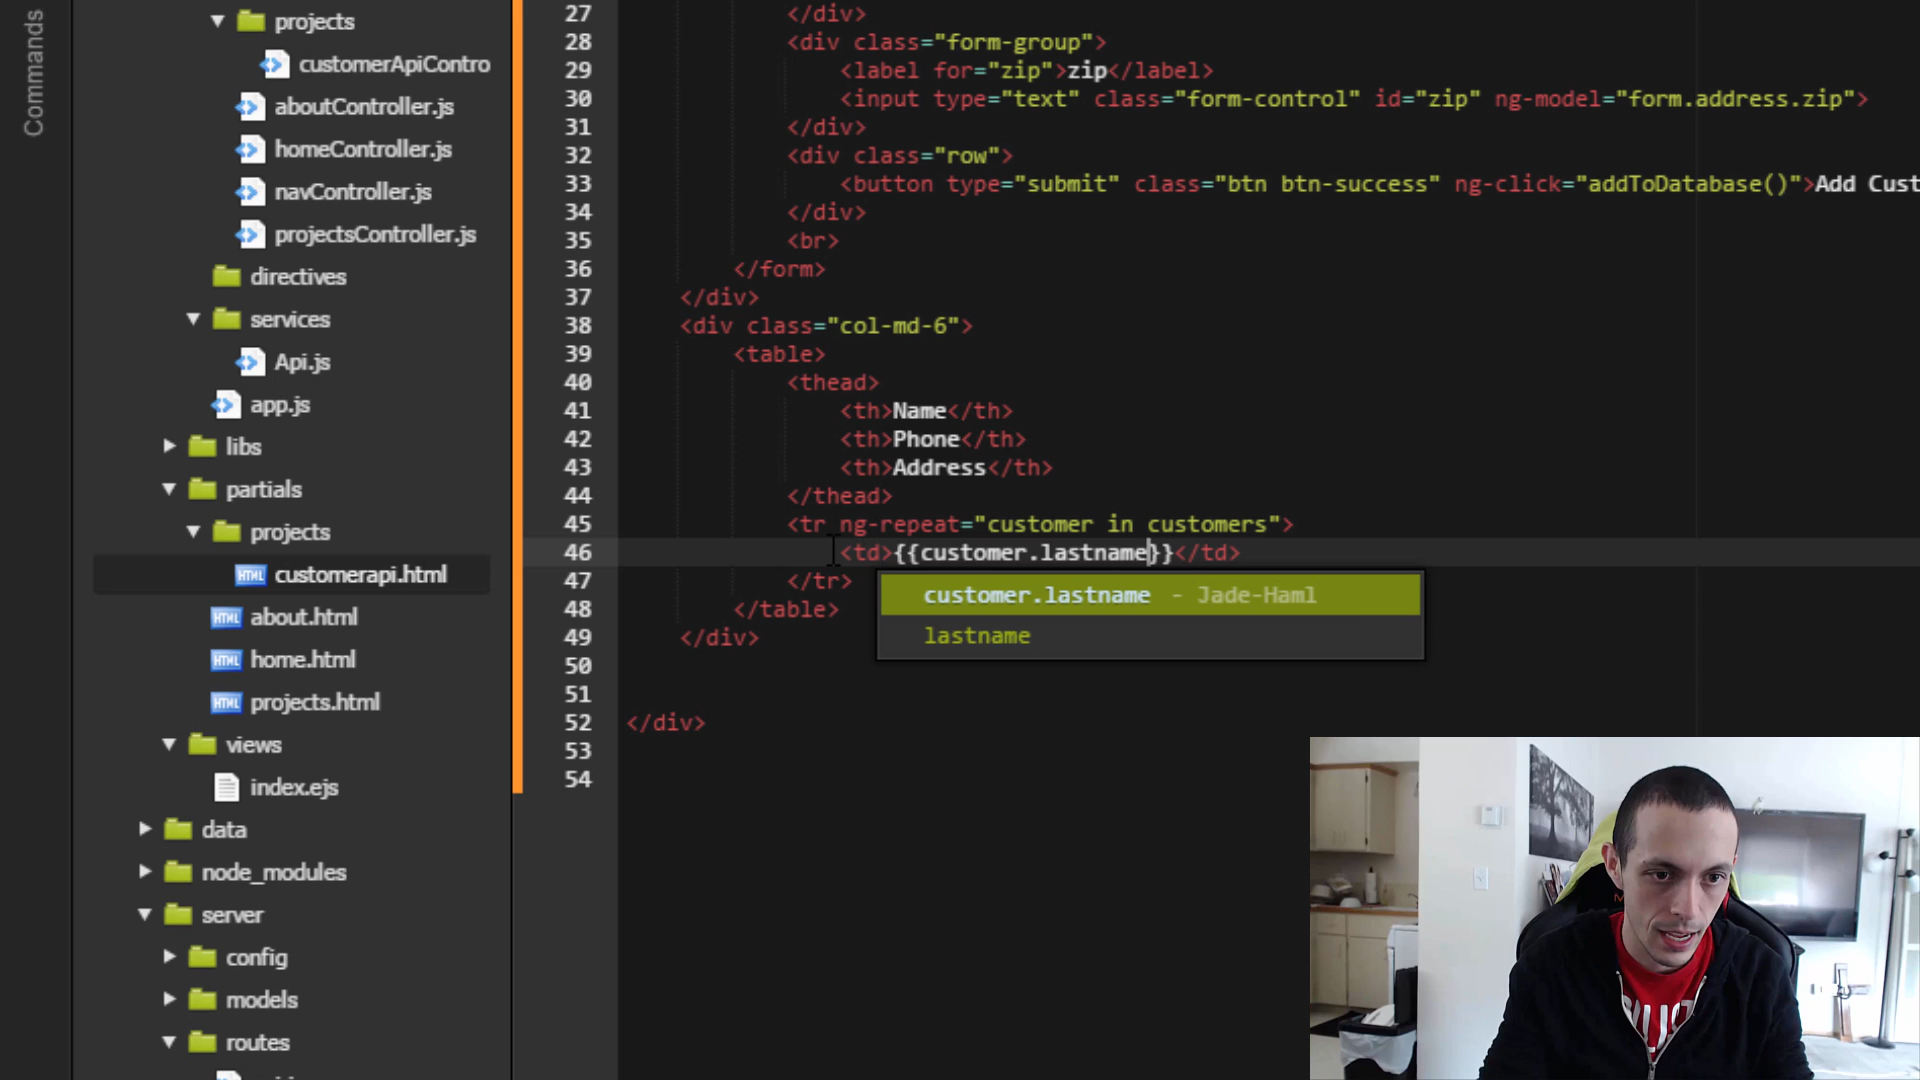 Commands
projects
customerApiContro
aboutController.js
homeController.js
navController.js
projectsController.js
directives
services
Api.js
app.js
libs
partials
projects
HTML customerapi.html
HTML about.html
HTML home.html
HTML projects.html
views
index.ejs
data
node_modules
server
config
models
routes
27 </div>
28 <div class="form-group">
29 <label for="zip">zip</label>
30 <input type="text" class="form-control" id="zip" ng-model="form.address.zip">
31 </div>
32 <div class="row">
33 <button type="submit" class="btn btn-success" ng-click="addToDatabase()">Add Cust
34 </div>
35 <br>
36 </form>
37 </div>
38 <div class="col-md-6">
39 <table>
40 <thead>
41 <th>Name</th>
42 <th>Phone</th>
43 <th>Address</th>
44 </thead>
45 <tr ng-repeat="customer in customers">
46 <td>{{customer.lastname}}</td>
47 </tr>
48 </table>
49 </div>
50
51
52 </div>
53
54
customer.lastname - Jade-Haml
lastname